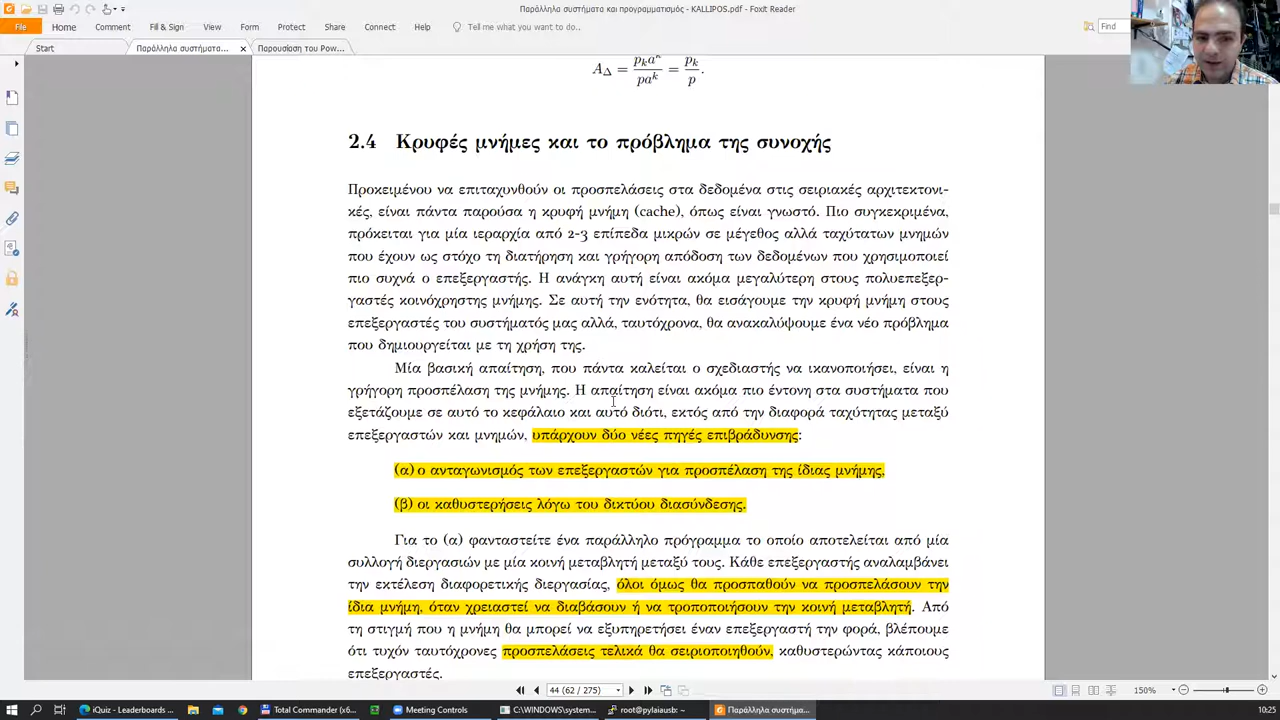 Παράλληλα συστήματα και προγραμματισμός - KALLIPOS.pdf - Foxit Reader
File Home Comment Fill & Sign View Form Protect Share Connect Help Tell me what you want to do.. Find
Start Παράλληλα συστήματα... Παρουσίαση του Pow...
A_Δ = p_k a^k / pa^k = p_k / p.
2.4 Κρυφές μνήμες και το πρόβλημα της συνοχής
Προκειμένου να επιταχυνθούν οι προσπελάσεις στα δεδομένα στις σειριακές αρχιτεκτονι-
κές, είναι πάντα παρούσα η κρυφή μνήμη (cache), όπως είναι γνωστό. Πιο συγκεκριμένα,
πρόκειται για μία ιεραρχία από 2-3 επίπεδα μικρών σε μέγεθος αλλά ταχύτατων μνημών
που έχουν ως στόχο τη διατήρηση και γρήγορη απόδοση των δεδομένων που χρησιμοποιεί
πιο συχνά ο επεξεργαστής. Η ανάγκη αυτή είναι ακόμα μεγαλύτερη στους πολυεπεξερ-
γαστές κοινόχρηστης μνήμης. Σε αυτή την ενότητα, θα εισάγουμε την κρυφή μνήμη στους
επεξεργαστές του συστήματός μας αλλά, ταυτόχρονα, θα ανακαλύψουμε ένα νέο πρόβλημα
που δημιουργείται με τη χρήση της.
Μία βασική απαίτηση, που πάντα καλείται ο σχεδιαστής να ικανοποιήσει, είναι η
γρήγορη προσπέλαση της μνήμης. Η απαίτηση είναι ακόμα πιο έντονη στα συστήματα που
εξετάζουμε σε αυτό το κεφάλαιο και αυτό διότι, εκτός από την διαφορά ταχύτητας μεταξύ
επεξεργαστών και μνημών, υπάρχουν δύο νέες πηγές επιβράδυνσης:
(α) ο ανταγωνισμός των επεξεργαστών για προσπέλαση της ίδιας μνήμης,
(β) οι καθυστερήσεις λόγω του δικτύου διασύνδεσης.
Για το (α) φανταστείτε ένα παράλληλο πρόγραμμα το οποίο αποτελείται από μία
συλλογή διεργασιών με μία κοινή μεταβλητή μεταξύ τους. Κάθε επεξεργαστής αναλαμβάνει
την εκτέλεση διαφορετικής διεργασίας, όλοι όμως θα προσπαθούν να προσπελάσουν την
ίδια μνήμη, όταν χρειαστεί να διαβάσουν ή να τροποποιήσουν την κοινή μεταβλητή. Από
τη στιγμή που η μνήμη θα μπορεί να εξυπηρετήσει έναν επεξεργαστή την φορά, βλέπουμε
ότι τυχόν ταυτόχρονες προσπελάσεις τελικά θα σειριοποιηθούν, καθυστερώντας κάποιους
επεξεργαστές.
44 (62 / 275) 150%
iQuiz - Leaderboards ... Total Commander (x6... Meeting Controls C:\WINDOWS\system... root@pylaiausb: ~ Παράλληλα συστήμα... ENG 10:25